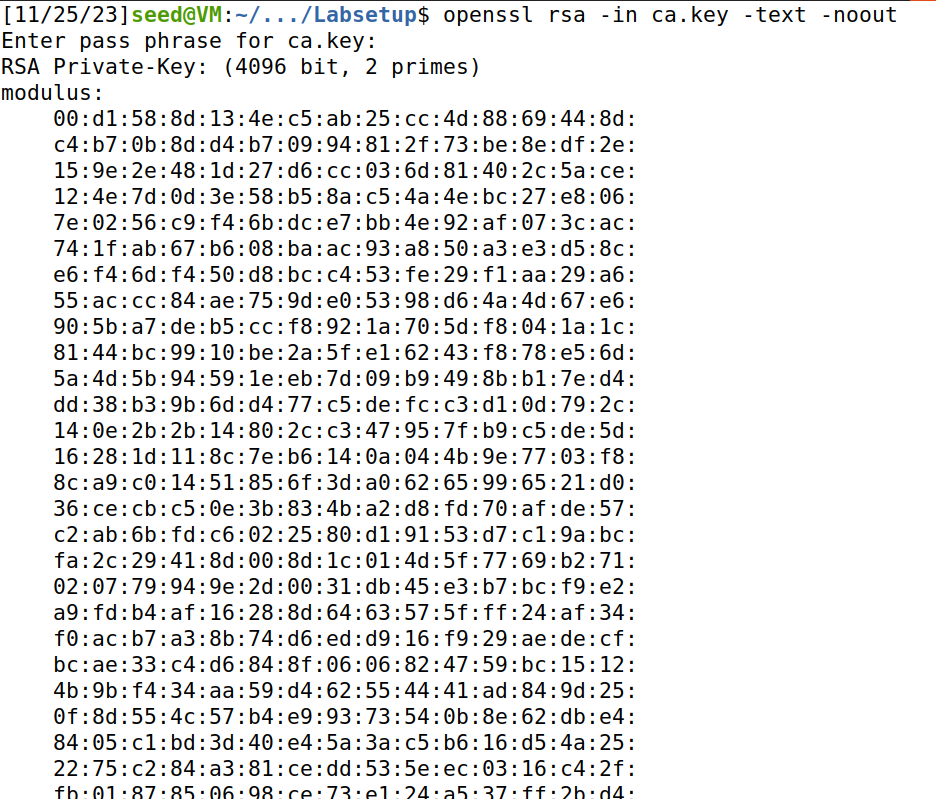 [11/25/23]seed@VM:~/.../Labsetup$ openssl rsa -in ca.key -text -noout
Enter pass phrase for ca.key:
RSA Private-Key: (4096 bit, 2 primes)
modulus:
    00:d1:58:8d:13:4e:c5:ab:25:cc:4d:88:69:44:8d:
    c4:b7:0b:8d:d4:b7:09:94:81:2f:73:be:8e:df:2e:
    15:9e:2e:48:1d:27:d6:cc:03:6d:81:40:2c:5a:ce:
    12:4e:7d:0d:3e:58:b5:8a:c5:4a:4e:bc:27:e8:06:
    7e:02:56:c9:f4:6b:dc:e7:bb:4e:92:af:07:3c:ac:
    74:1f:ab:67:b6:08:ba:ac:93:a8:50:a3:e3:d5:8c:
    e6:f4:6d:f4:50:d8:bc:c4:53:fe:29:f1:aa:29:a6:
    55:ac:cc:84:ae:75:9d:e0:53:98:d6:4a:4d:67:e6:
    90:5b:a7:de:b5:cc:f8:92:1a:70:5d:f8:04:1a:1c:
    81:44:bc:99:10:be:2a:5f:e1:62:43:f8:78:e5:6d:
    5a:4d:5b:94:59:1e:eb:7d:09:b9:49:8b:b1:7e:d4:
    dd:38:b3:9b:6d:d4:77:c5:de:fc:c3:d1:0d:79:2c:
    14:0e:2b:2b:14:80:2c:c3:47:95:7f:b9:c5:de:5d:
    16:28:1d:11:8c:7e:b6:14:0a:04:4b:9e:77:03:f8:
    8c:a9:c0:14:51:85:6f:3d:a0:62:65:99:65:21:d0:
    36:ce:cb:c5:0e:3b:83:4b:a2:d8:fd:70:af:de:57:
    c2:ab:6b:fd:c6:02:25:80:d1:91:53:d7:c1:9a:bc:
    fa:2c:29:41:8d:00:8d:1c:01:4d:5f:77:69:b2:71:
    02:07:79:94:9e:2d:00:31:db:45:e3:b7:bc:f9:e2:
    a9:fd:b4:af:16:28:8d:64:63:57:5f:ff:24:af:34:
    f0:ac:b7:a3:8b:74:d6:ed:d9:16:f9:29:ae:de:cf:
    bc:ae:33:c4:d6:84:8f:06:06:82:47:59:bc:15:12:
    4b:9b:f4:34:aa:59:d4:62:55:44:41:ad:84:9d:25:
    0f:8d:55:4c:57:b4:e9:93:73:54:0b:8e:62:db:e4:
    84:05:c1:bd:3d:40:e4:5a:3a:c5:b6:16:d5:4a:25:
    22:75:c2:84:a3:81:ce:dd:53:5e:ec:03:16:c4:2f:
    fb:01:87:85:06:98:ce:73:e1:24:a5:37:ff:2b:d4: